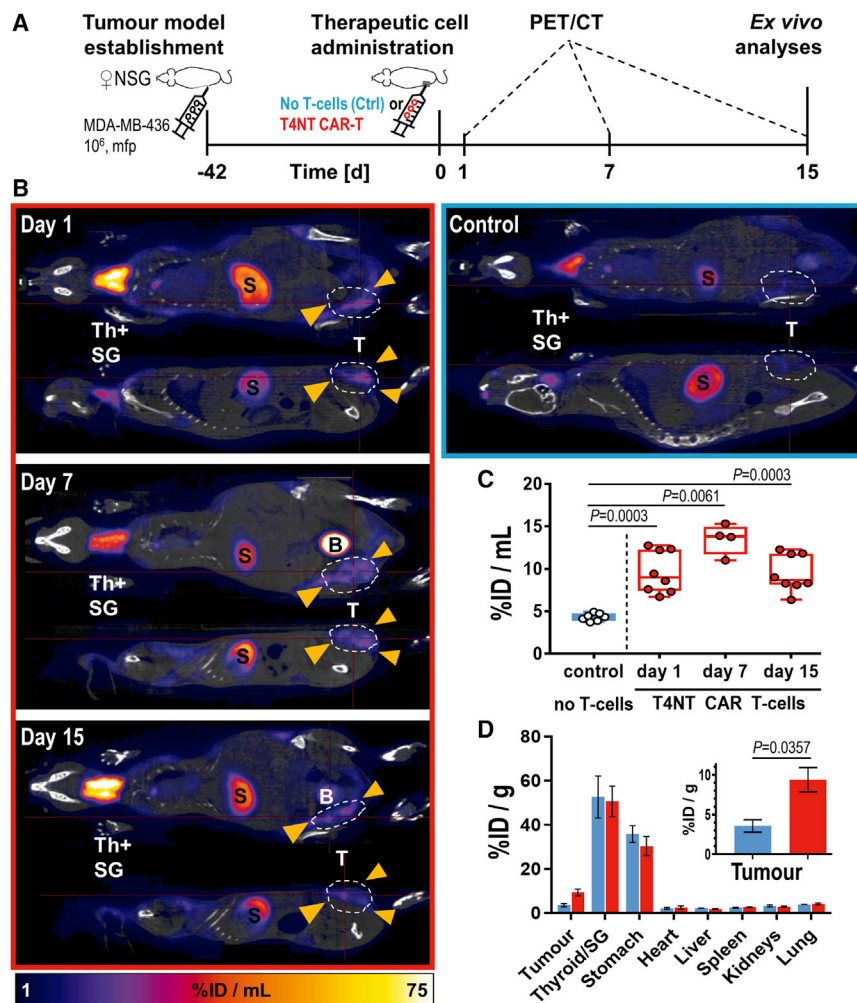 A
Tumour model
establishment
Therapeutic cell
administration
PET/CT
Ex vivo
analyses
♀NSG
MDA-MB-436
10⁶, mfp
No T-cells (Ctrl) or
T4NT CAR-T
-42
Time [d]
0
1
7
15
B
Day 1
S
Th+
SG
T
S
Control
S
Th+
SG
T
S
Day 7
B
S
Th+
SG
T
S
Day 15
S
B
Th+
SG
T
S
1
%ID / mL
75
C
%ID / mL
20
15
10
5
0
P=0.0003
P=0.0061
P=0.0003
control
day 1
day 7
day 15
no T-cells
T4NT CAR T-cells
D
%ID / g
80
60
40
20
0
Tumour
Thyroid/SG
Stomach
Heart
Liver
Spleen
Kidneys
Lung
P=0.0357
%ID / g
10
5
0
Tumour